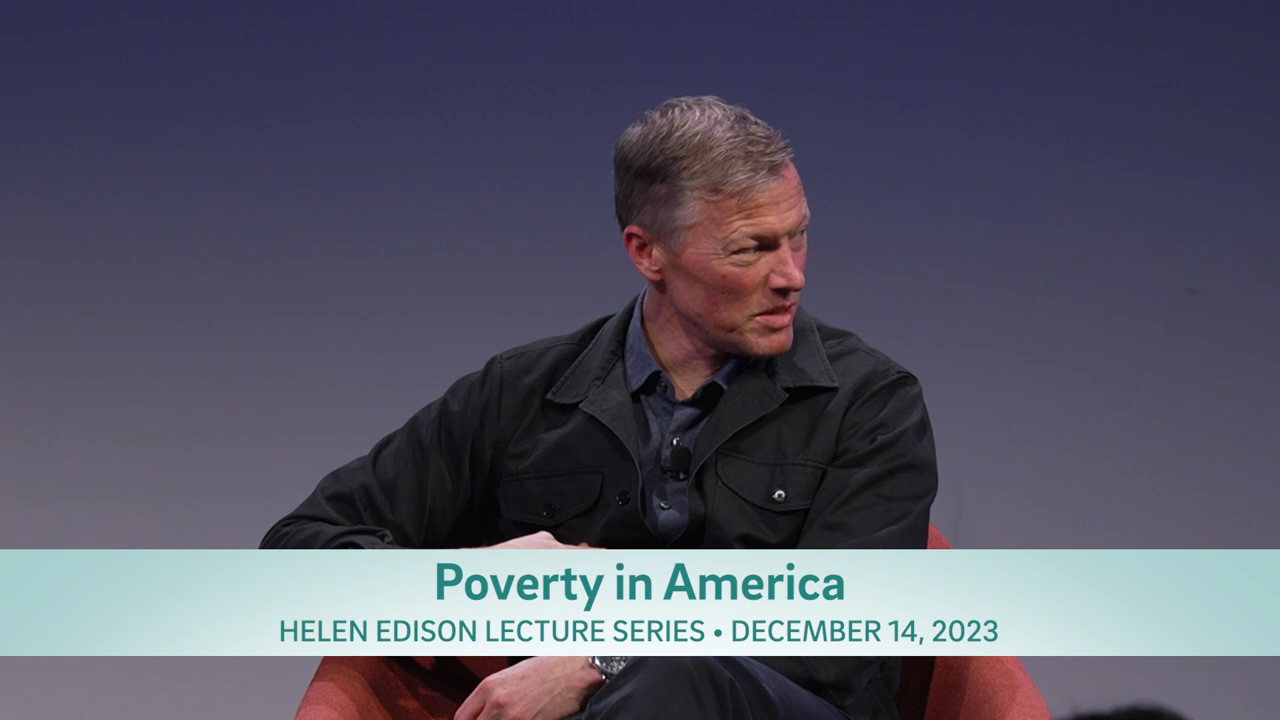 Poverty in America
HELEN EDISON LECTURE SERIES • DECEMBER 14, 2023